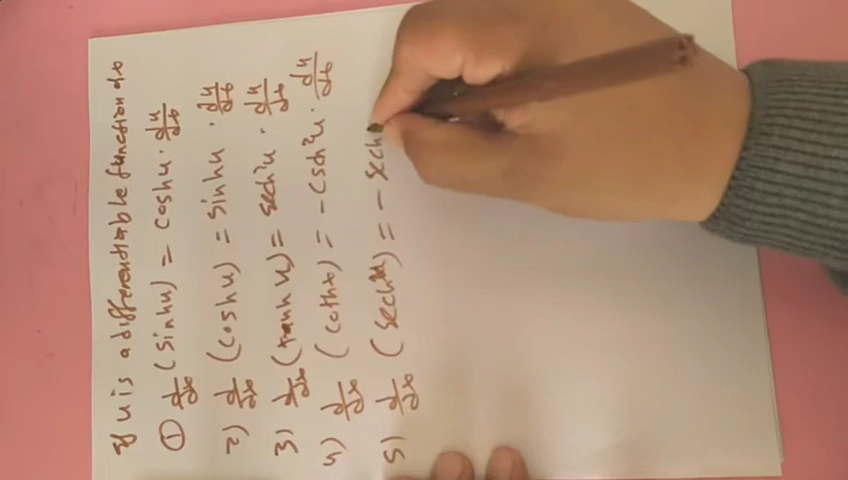 If u is a differentiable function of x
① d/dx (sinh u) = cosh u · du/dx
2) d/dx (cosh u) = sinh u · du/dx
3) d/dx (tanh u) = sech²u · du/dx
4) d/dx (coth x) = -csch²u · du/dx
5) d/dx (sech u) = - sech